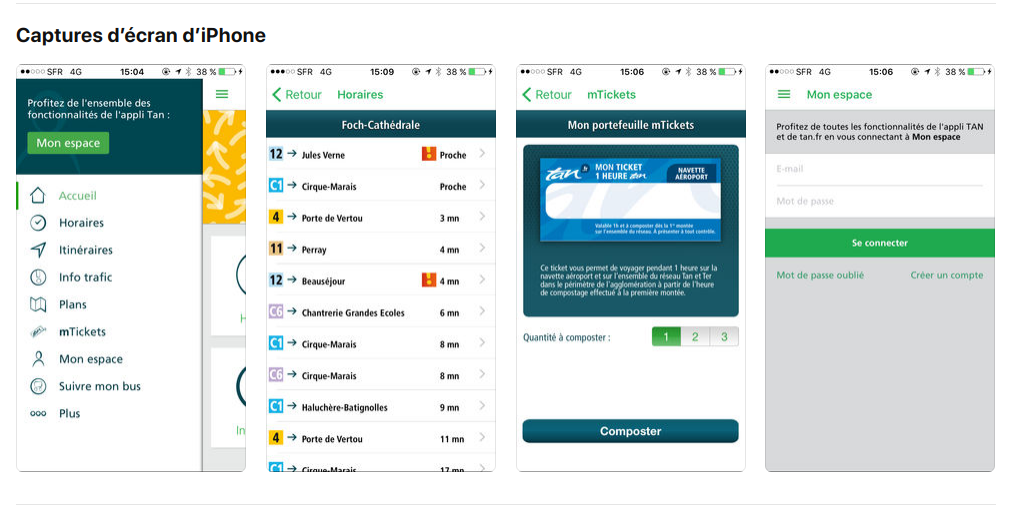 Captures d’écran d’iPhone
SFR 4G 15:04 38 %
Profitez de l'ensemble des
fonctionnalités de l'appli Tan :
Mon espace
Accueil
Horaires
Itinéraires
Info trafic
Plans
mTickets
Mon espace
Suivre mon bus
Plus
H
In
SFR 4G 15:09 38 %
Retour Horaires
Foch-Cathédrale
12 → Jules Verne Proche
C1 → Cirque-Marais Proche
4 → Porte de Vertou 3 mn
11 → Perray 4 mn
12 → Beauséjour 4 mn
C6 → Chantrerie Grandes Ecoles 6 mn
C1 → Cirque-Marais 8 mn
C6 → Cirque-Marais 8 mn
C1 → Haluchère-Batignolles 9 mn
4 → Porte de Vertou 11 mn
C1 → Cirque-Marais 17 mn
SFR 4G 15:06 38 %
Retour mTickets
Mon portefeuille mTickets
tan.fr MON TICKET
1 HEURE tan
NAVETTE
AÉROPORT
Valable 1h et à composter dès la 1re montée
sur l'ensemble du réseau. A présenter à tout contrôle.
Ce ticket vous permet de voyager pendant 1 heure sur la
navette aéroport et sur l'ensemble du réseau Tan et Ter
dans le périmètre de l'agglomération à partir de l'heure
de compostage effectué à la première montée.
Quantité à composter : 1 2 3
Composter
SFR 4G 15:06 38 %
Mon espace
Profitez de toutes les fonctionnalités de l'appli TAN
et de tan.fr en vous connectant à Mon espace
E-mail
Mot de passe
Se connecter
Mot de passe oublié Créer un compte